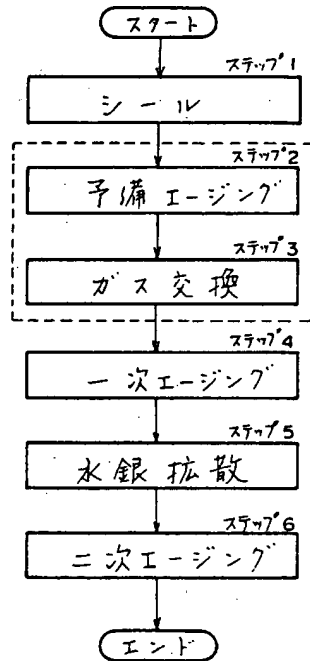 スタート
ステップ1
シール
ステップ2
予備エージング
ステップ3
ガス交換
ステップ4
一次エージング
ステップ5
水銀拡散
ステップ6
二次エージング
エンド